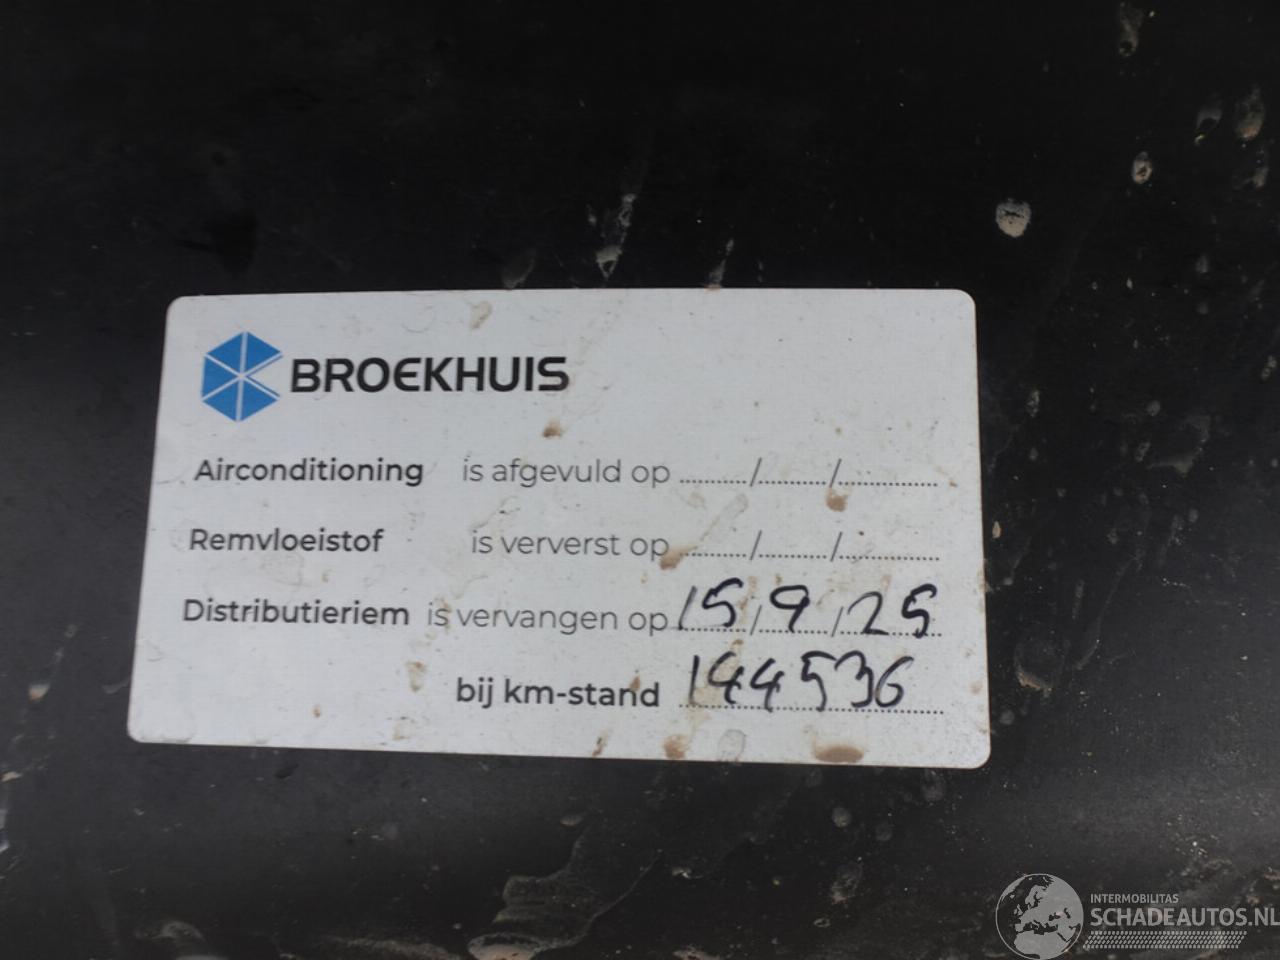 BROEKHUIS
Airconditioning is afgevuld op ........../........../..............
Remvloeistof is ververst op ........../........../..............
Distributieriem is vervangen op 15/9/25
bij km-stand 144536
INTERMOBILITAS
SCHADEAUTOS.NL